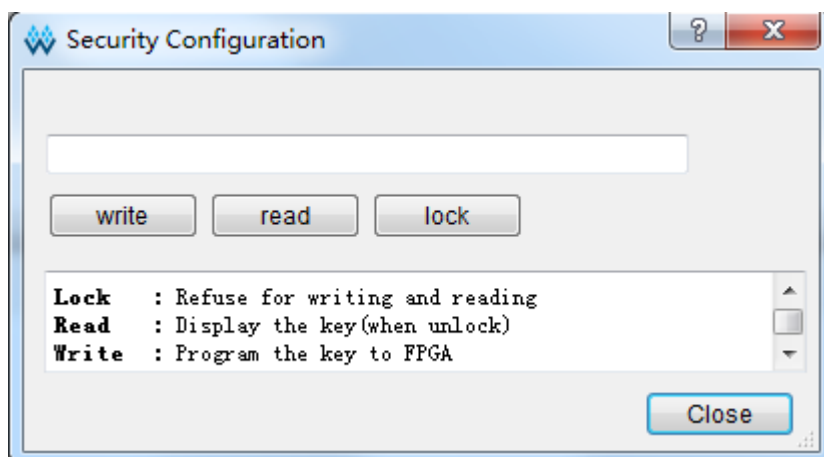 Security Configuration
write read lock
Lock : Refuse for writing and reading
Read : Display the key(when unlock)
Write : Program the key to FPGA
Close